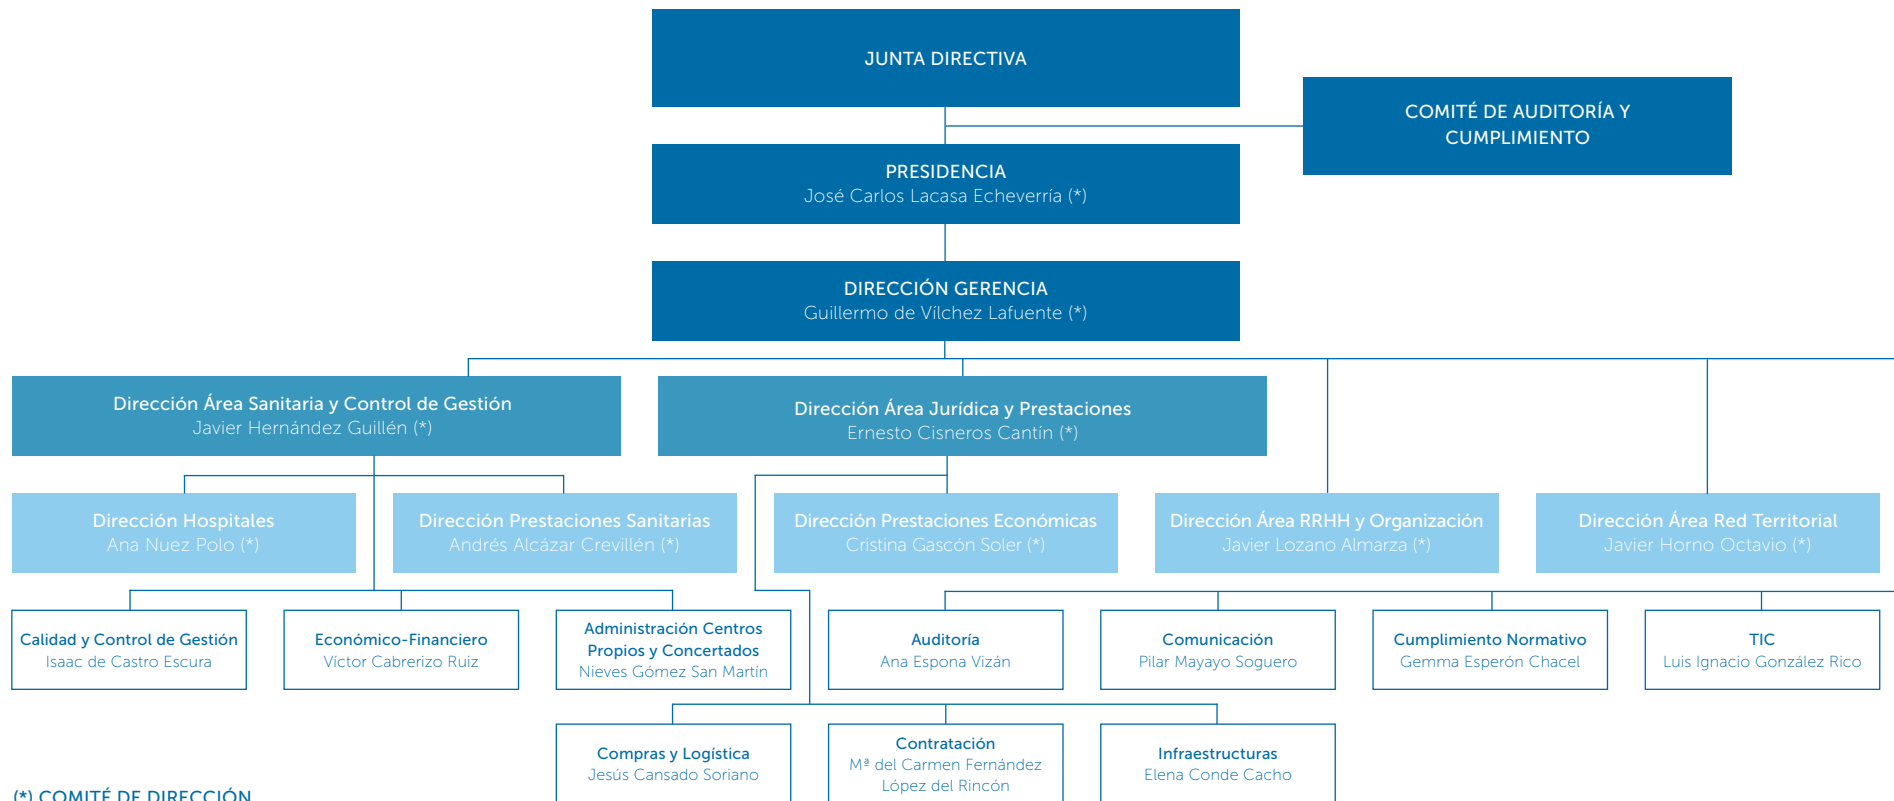 JUNTA DIRECTIVA
COMITÉ DE AUDITORÍA Y
CUMPLIMIENTO
PRESIDENCIA
José Carlos Lacasa Echeverría (*)
DIRECCIÓN GERENCIA
Guillermo de Vílchez Lafuente (*)
Dirección Área Sanitaria y Control de Gestión
Javier Hernández Guillén (*)
Dirección Área Jurídica y Prestaciones
Ernesto Cisneros Cantín (*)
Dirección Hospitales
Ana Nuez Polo (*)
Dirección Prestaciones Sanitarias
Andrés Alcázar Crevillén (*)
Dirección Prestaciones Económicas
Cristina Gascón Soler (*)
Dirección Área RRHH y Organización
Javier Lozano Almarza (*)
Dirección Área Red Territorial
Javier Horno Octavio (*)
Calidad y Control de Gestión
Isaac de Castro Escura
Económico-Financiero
Víctor Cabrerizo Ruiz
Administración Centros
Propios y Concertados
Nieves Gómez San Martín
Auditoría
Ana Espona Vizán
Comunicación
Pilar Mayayo Soguero
Cumplimiento Normativo
Gemma Esperón Chacel
TIC
Luis Ignacio González Rico
Compras y Logística
Jesús Cansado Soriano
Contratación
Mª del Carmen Fernández
López del Rincón
Infraestructuras
Elena Conde Cacho
(*) COMITÉ DE DIRECCIÓN